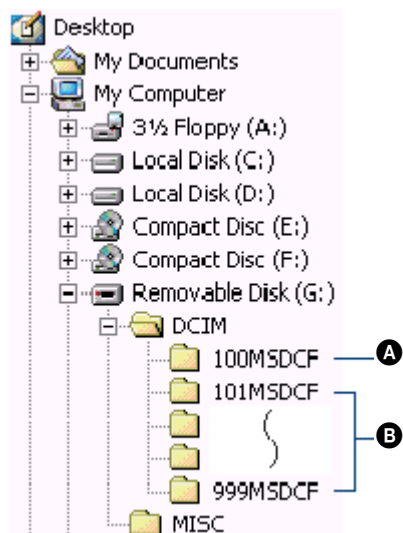 Desktop
My Documents
My Computer
3½ Floppy (A:)
Local Disk (C:)
Local Disk (D:)
Compact Disc (E:)
Compact Disc (F:)
Removable Disk (G:)
DCIM
100MSDCF A
101MSDCF
B
999MSDCF
MISC